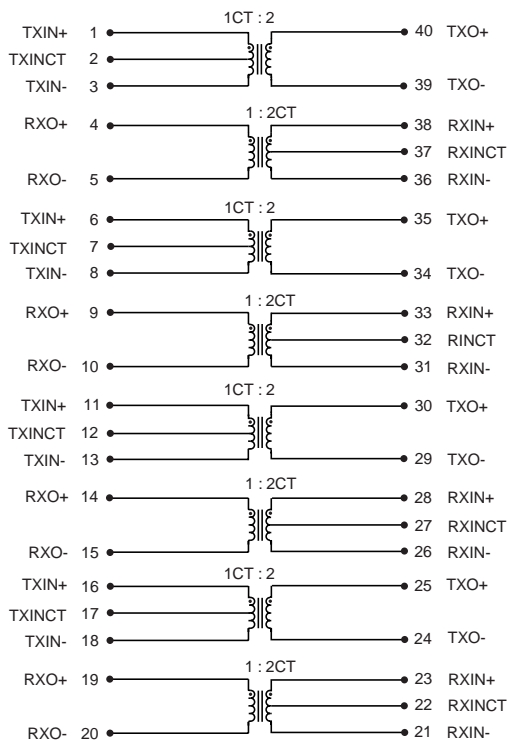 1CT : 2
TXIN+ 1 40 TXO+
TXINCT 2
TXIN- 3 39 TXO-
1 : 2CT
RXO+ 4 38 RXIN+
37 RXINCT
RXO- 5 36 RXIN-
1CT : 2
TXIN+ 6 35 TXO+
TXINCT 7
TXIN- 8 34 TXO-
1 : 2CT
RXO+ 9 33 RXIN+
32 RINCT
RXO- 10 31 RXIN-
1CT : 2
TXIN+ 11 30 TXO+
TXINCT 12
TXIN- 13 29 TXO-
1 : 2CT
RXO+ 14 28 RXIN+
27 RXINCT
RXO- 15 26 RXIN-
1CT : 2
TXIN+ 16 25 TXO+
TXINCT 17
TXIN- 18 24 TXO-
1 : 2CT
RXO+ 19 23 RXIN+
22 RXINCT
RXO- 20 21 RXIN-